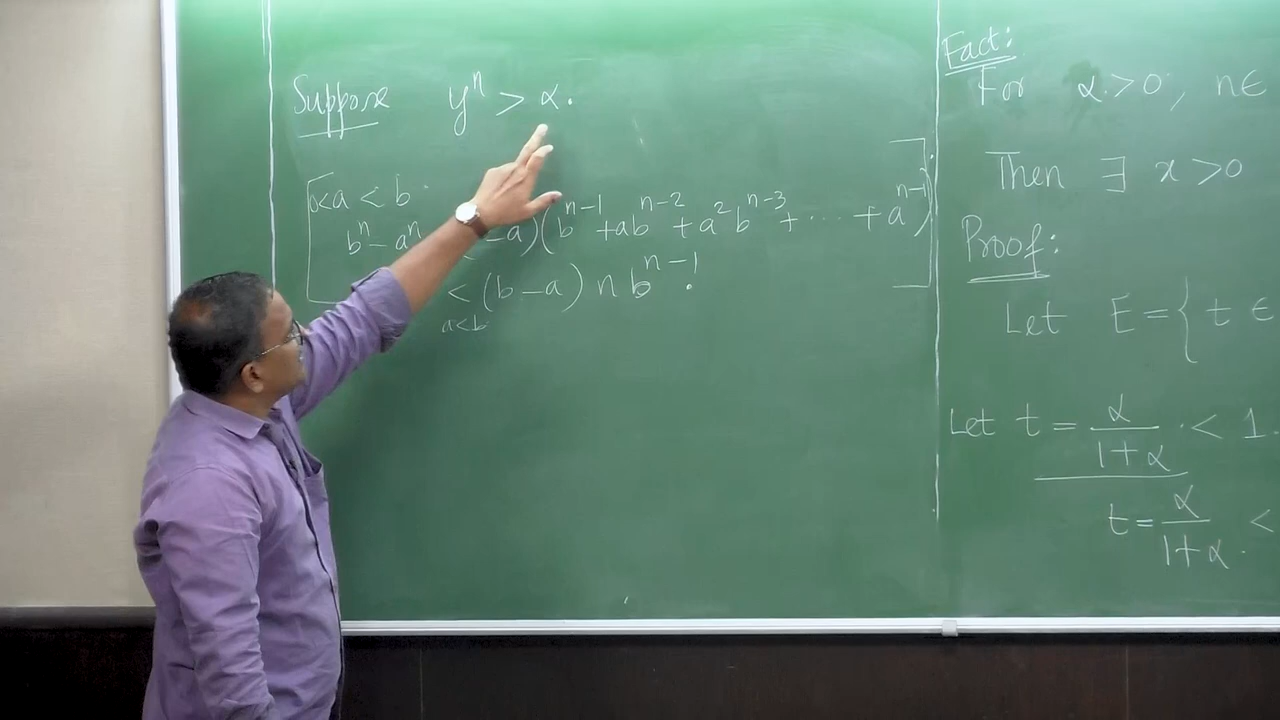 Suppose yⁿ > α.
0<a < b
bⁿ - aⁿ -a)(bⁿ⁻¹ +abⁿ⁻² + a²bⁿ⁻³ + ... + aⁿ⁻¹)
< (b-a) n bⁿ⁻¹.
a<b
Fact:
For α > 0, n∈
Then ∃ x > 0
Proof:
Let E = { t ∈
Let t = α/(1+α) < 1.
t = α/(1+α) <